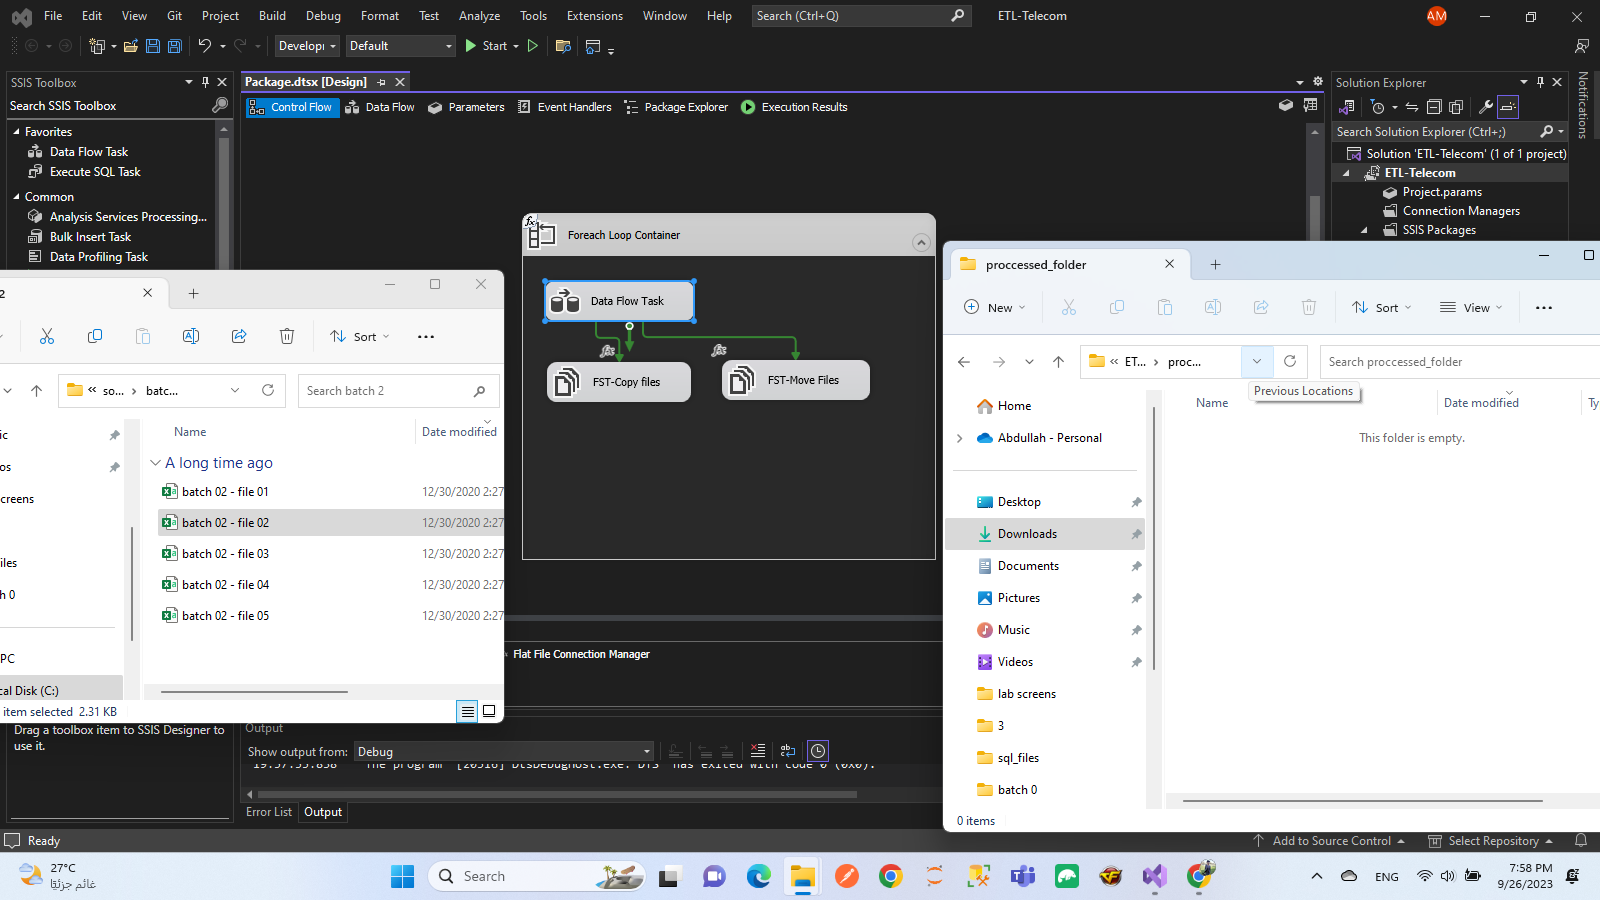 File Edit View Git Project Build Debug Format Test Analyze Tools Extensions Window Help Search (Ctrl+Q) ETL-Telecom AM
Developr Default Start
SSIS Toolbox
Search SSIS Toolbox
Favorites
Data Flow Task
Execute SQL Task
Common
Analysis Services Processing...
Bulk Insert Task
Data Profiling Task
Package.dtsx [Design]
Control Flow Data Flow Parameters Event Handlers Package Explorer Execution Results
fx Foreach Loop Container
Data Flow Task
fx fx
FST-Copy files FST-Move Files
Solution Explorer
Search Solution Explorer (Ctrl+;)
Solution 'ETL-Telecom' (1 of 1 project)
ETL-Telecom
Project.params
Connection Managers
SSIS Packages
Notifications
2
Sort
« so... › batc...
Search batch 2
ic
os
creens
iles
h 0
PC
cal Disk (C:)
Name Date modified
A long time ago
batch 02 - file 01 12/30/2020 2:27
batch 02 - file 02 12/30/2020 2:27
batch 02 - file 03 12/30/2020 2:27
batch 02 - file 04 12/30/2020 2:27
batch 02 - file 05 12/30/2020 2:27
item selected 2.31 KB
Drag a toolbox item to SSIS Designer to
use it.
Flat File Connection Manager
Output
Show output from: Debug
19:57:55.858 The program '[20516] DtsDebugHost.exe: DTS' has exited with code 0 (0x0).
Error List Output
proccessed_folder
New Sort View
« ET... › proc...
Search proccessed_folder
Previous Locations
Home
Abdullah - Personal
Desktop
Downloads
Documents
Pictures
Music
Videos
lab screens
3
sql_files
batch 0
Name Date modified Ty
This folder is empty.
0 items
Ready
Add to Source Control Select Repository
27°C
غائم جزئيًا
Search
ENG
7:58 PM
9/26/2023